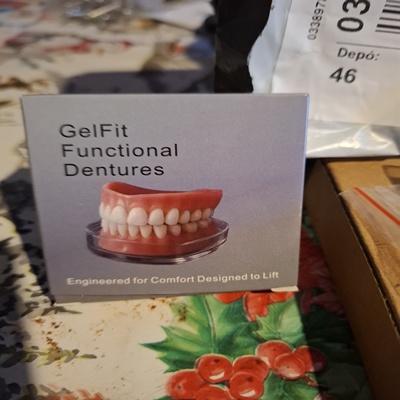 GelFit
Functional
Dentures
Engineered for Comfort Designed to Lift
Depó:
46